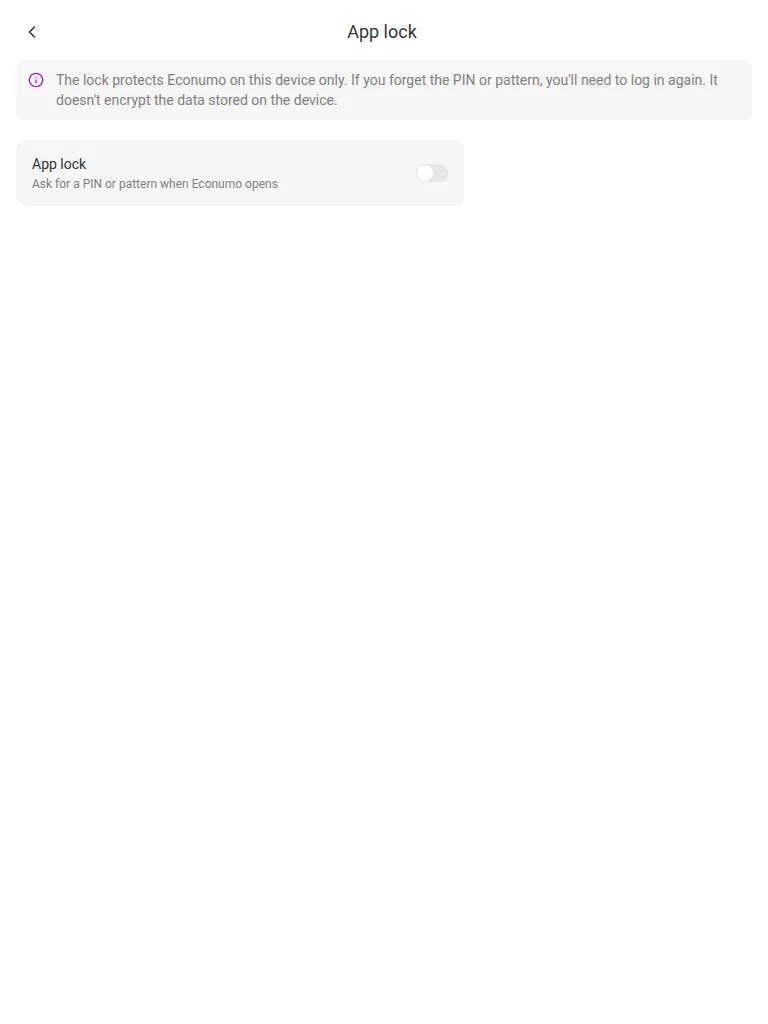 App lock
The lock protects Econumo on this device only. If you forget the PIN or pattern, you'll need to log in again. It
doesn't encrypt the data stored on the device.
App lock
Ask for a PIN or pattern when Econumo opens